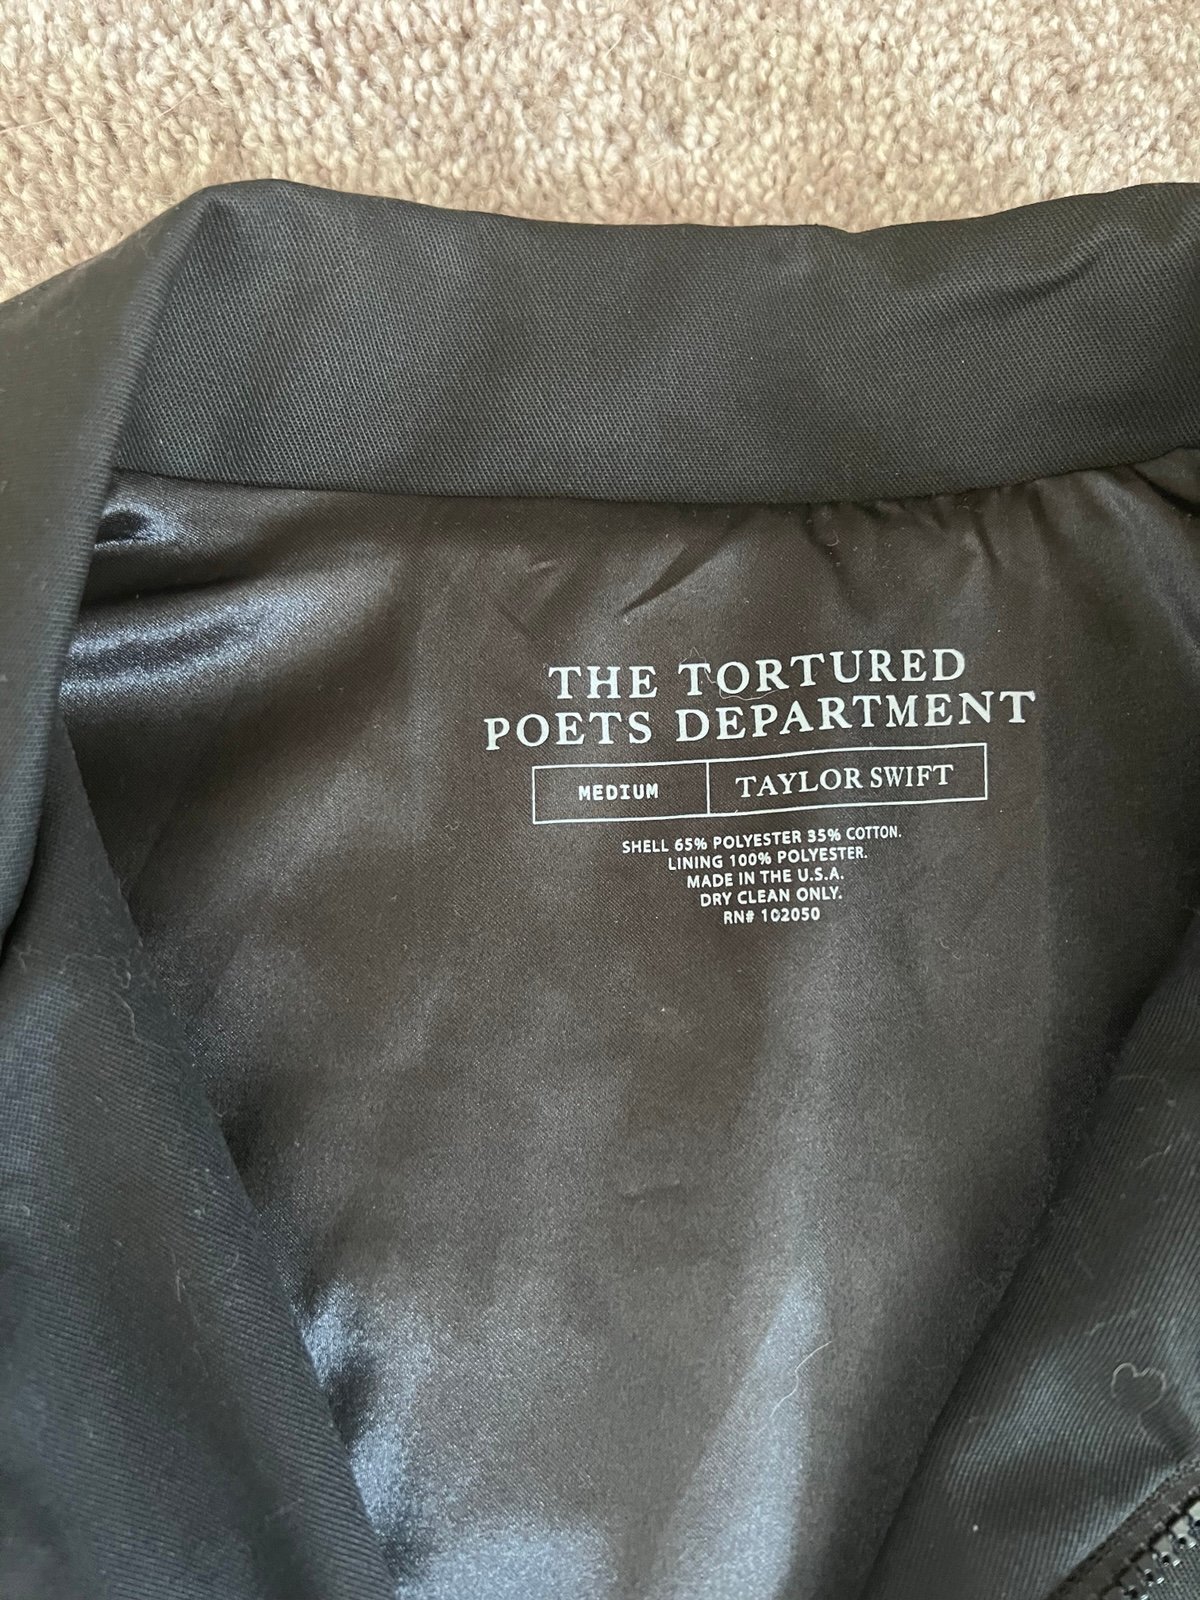 THE TORTURED
POETS DEPARTMENT
MEDIUM TAYLOR SWIFT
SHELL 65% POLYESTER 35% COTTON.
LINING 100% POLYESTER.
MADE IN THE U.S.A.
DRY CLEAN ONLY.
RN# 102050